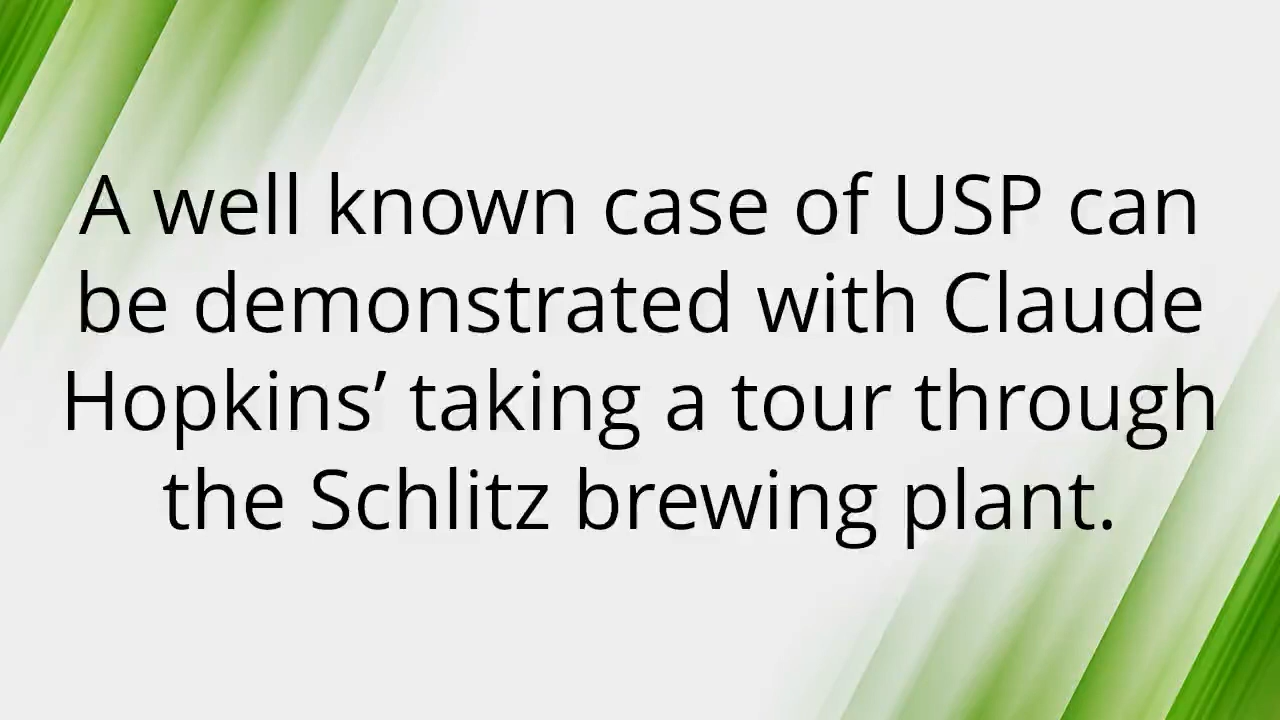 A well known case of USP can
be demonstrated with Claude
Hopkins’ taking a tour through
the Schlitz brewing plant.